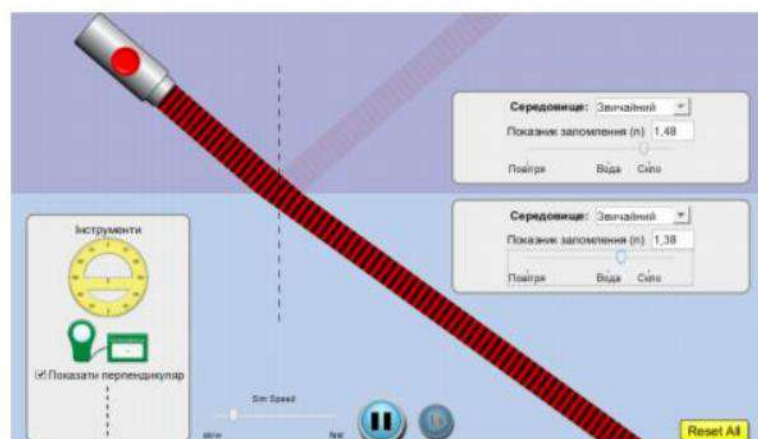 Середовище: Звичайний
Показник заломлення (n) 1,48
Повітря Вода Скло
Середовище: Звичайний
Показник заломлення (n) 1,38
Повітря Вода Скло
Інструменти
Показати перпендикуляр
Sim Speed
slow fast
Reset All